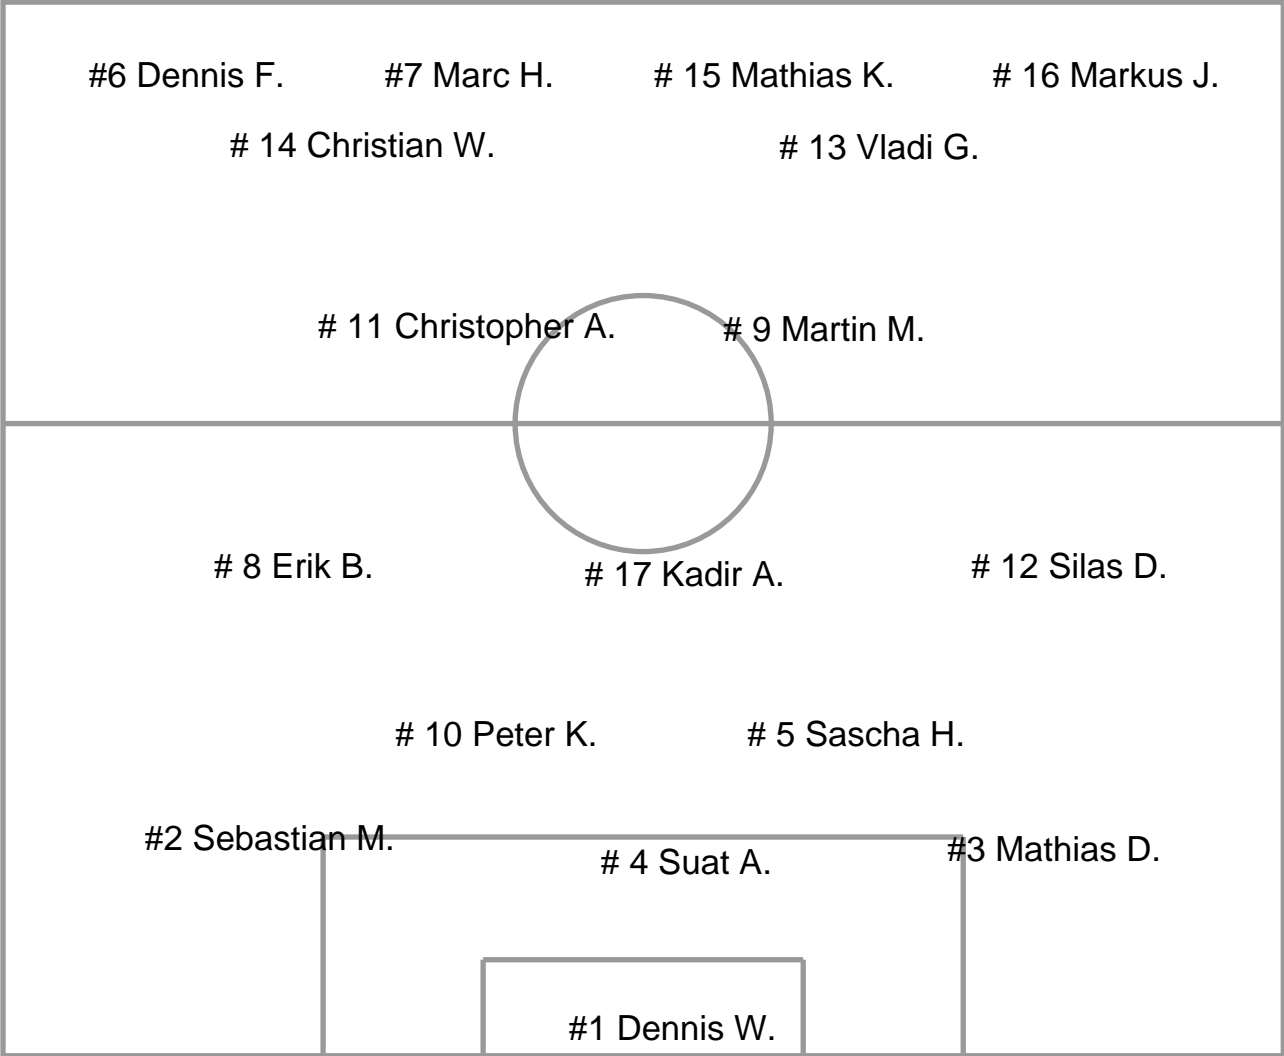 #6 Dennis F. #7 Marc H. # 15 Mathias K. # 16 Markus J.
# 14 Christian W. # 13 Vladi G.
# 11 Christopher A. # 9 Martin M.
# 8 Erik B. # 17 Kadir A. # 12 Silas D.
# 10 Peter K. # 5 Sascha H.
#2 Sebastian M. # 4 Suat A. #3 Mathias D.
#1 Dennis W.